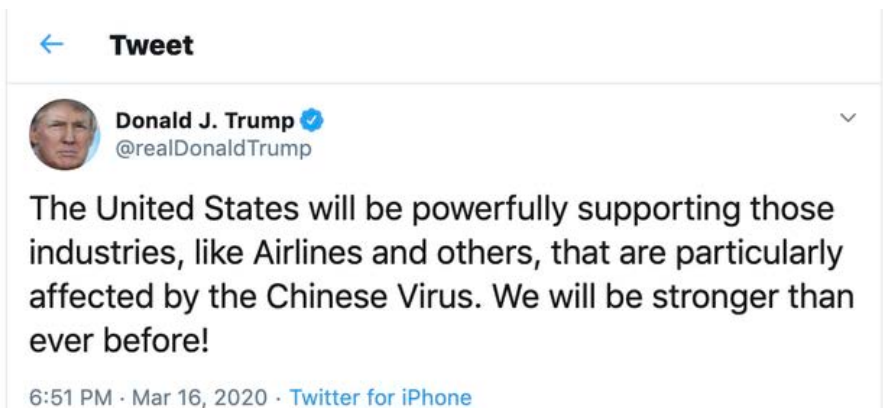 Tweet
Donald J. Trump
@realDonaldTrump
The United States will be powerfully supporting those
industries, like Airlines and others, that are particularly
affected by the Chinese Virus. We will be stronger than
ever before!
6:51 PM · Mar 16, 2020 · Twitter for iPhone